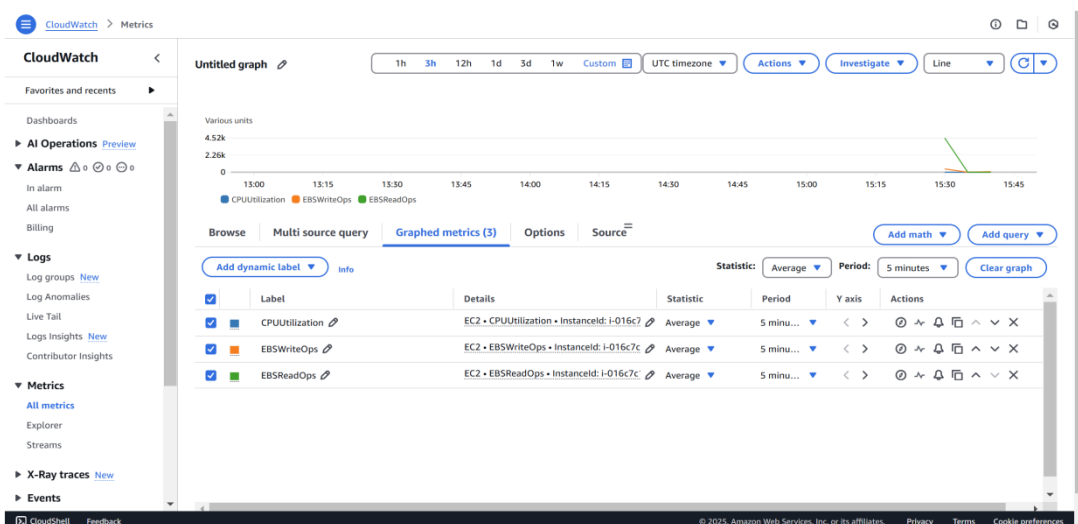 CloudWatch > Metrics
CloudWatch
Favorites and recents
Dashboards
AI Operations Preview
Alarms 0 0 0
In alarm
All alarms
Billing
Logs
Log groups New
Log Anomalies
Live Tail
Logs Insights New
Contributor Insights
Metrics
All metrics
Explorer
Streams
X-Ray traces New
Events
Untitled graph
1h 3h 12h 1d 3d 1w Custom UTC timezone Actions Investigate Line
Various units
4.52k
2.26k
0
13:00 13:15 13:30 13:45 14:00 14:15 14:30 14:45 15:00 15:15 15:30 15:45
CPUUtilization EBSWriteOps EBSReadOps
Browse Multi source query Graphed metrics (3) Options Source Add math Add query
Add dynamic label Info Statistic: Average Period: 5 minutes Clear graph
Label Details Statistic Period Y axis Actions
CPUUtilization EC2 • CPUUtilization • InstanceId: i-016c7 Average 5 minu...
EBSWriteOps EC2 • EBSWriteOps • InstanceId: i-016c7c Average 5 minu...
EBSReadOps EC2 • EBSReadOps • InstanceId: i-016c7c Average 5 minu...
CloudShell Feedback © 2025, Amazon Web Services, Inc. or its affiliates. Privacy Terms Cookie preferences